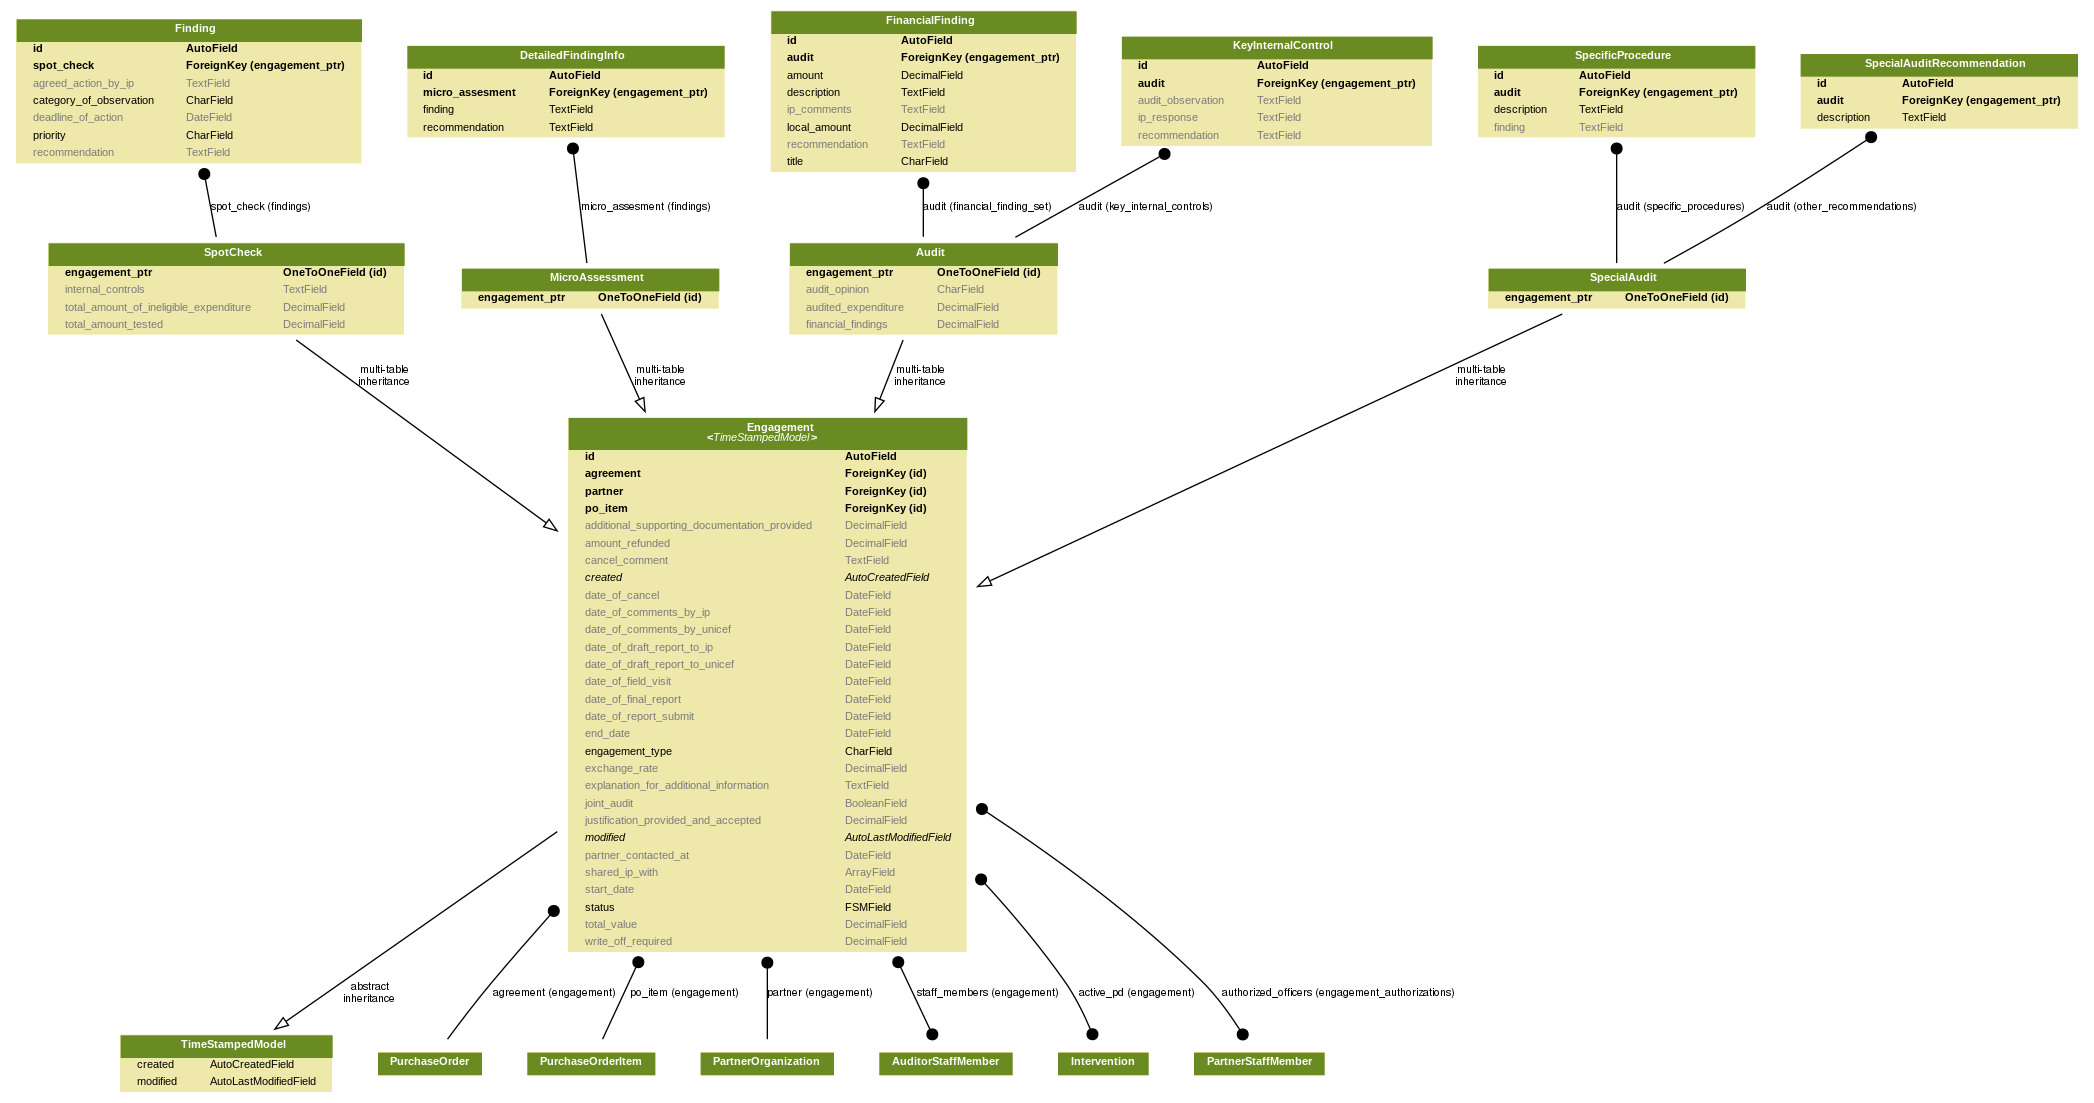 Finding
id AutoField
spot_check ForeignKey (engagement_ptr)
agreed_action_by_ip TextField
category_of_observation CharField
deadline_of_action DateField
priority CharField
recommendation TextField
DetailedFindingInfo
id AutoField
micro_assesment ForeignKey (engagement_ptr)
finding TextField
recommendation TextField
FinancialFinding
id AutoField
audit ForeignKey (engagement_ptr)
amount DecimalField
description TextField
ip_comments TextField
local_amount DecimalField
recommendation TextField
title CharField
KeyInternalControl
id AutoField
audit ForeignKey (engagement_ptr)
audit_observation TextField
ip_response TextField
recommendation TextField
SpecificProcedure
id AutoField
audit ForeignKey (engagement_ptr)
description TextField
finding TextField
SpecialAuditRecommendation
id AutoField
audit ForeignKey (engagement_ptr)
description TextField
spot_check (findings)
micro_assesment (findings)
audit (financial_finding_set)
audit (key_internal_controls)
audit (specific_procedures)
audit (other_recommendations)
SpotCheck
engagement_ptr OneToOneField (id)
internal_controls TextField
total_amount_of_ineligible_expenditure DecimalField
total_amount_tested DecimalField
MicroAssessment
engagement_ptr OneToOneField (id)
Audit
engagement_ptr OneToOneField (id)
audit_opinion CharField
audited_expenditure DecimalField
financial_findings DecimalField
SpecialAudit
engagement_ptr OneToOneField (id)
multi-table
inheritance
multi-table
inheritance
multi-table
inheritance
multi-table
inheritance
Engagement
<TimeStampedModel>
id AutoField
agreement ForeignKey (id)
partner ForeignKey (id)
po_item ForeignKey (id)
additional_supporting_documentation_provided DecimalField
amount_refunded DecimalField
cancel_comment TextField
created AutoCreatedField
date_of_cancel DateField
date_of_comments_by_ip DateField
date_of_comments_by_unicef DateField
date_of_draft_report_to_ip DateField
date_of_draft_report_to_unicef DateField
date_of_field_visit DateField
date_of_final_report DateField
date_of_report_submit DateField
end_date DateField
engagement_type CharField
exchange_rate DecimalField
explanation_for_additional_information TextField
joint_audit BooleanField
justification_provided_and_accepted DecimalField
modified AutoLastModifiedField
partner_contacted_at DateField
shared_ip_with ArrayField
start_date DateField
status FSMField
total_value DecimalField
write_off_required DecimalField
abstract
inheritance
agreement (engagement)
po_item (engagement)
partner (engagement)
staff_members (engagement)
active_pd (engagement)
authorized_officers (engagement_authorizations)
TimeStampedModel
created AutoCreatedField
modified AutoLastModifiedField
PurchaseOrder
PurchaseOrderItem
PartnerOrganization
AuditorStaffMember
Intervention
PartnerStaffMember